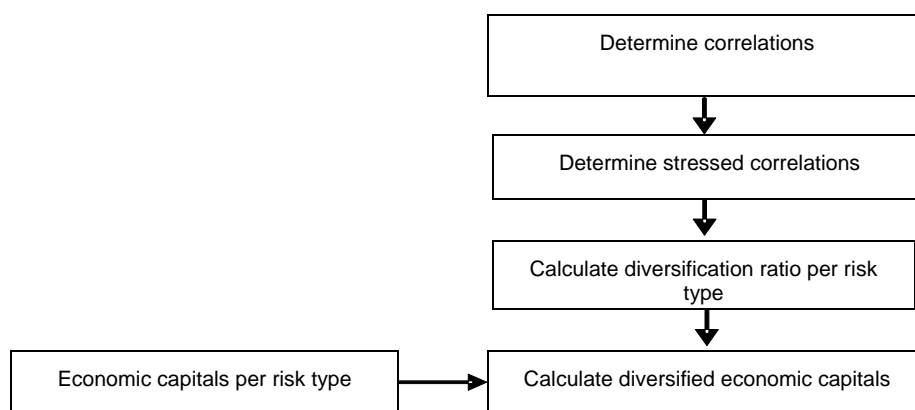 Determine correlations
Determine stressed correlations
Calculate diversification ratio per risk
type
Economic capitals per risk type
Calculate diversified economic capitals